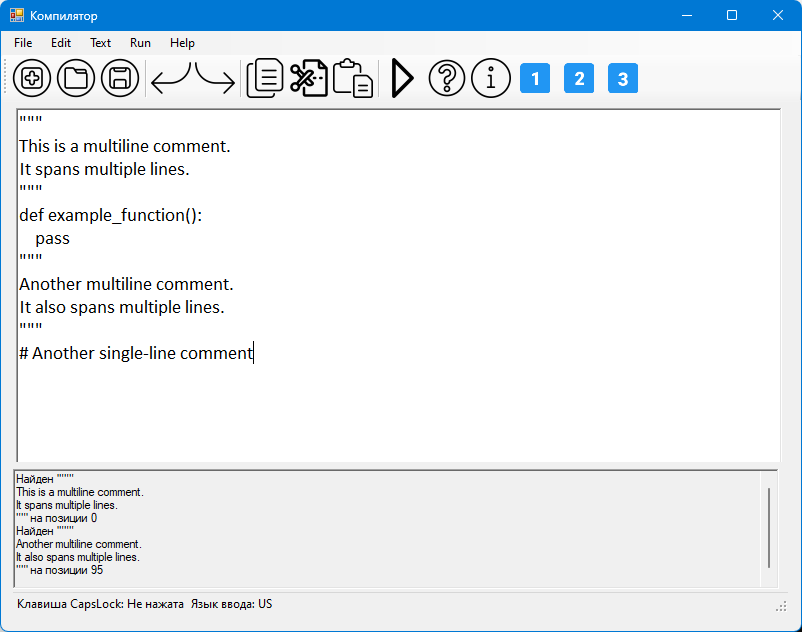 Компилятор
File Edit Text Run Help
1 2 3
"""
This is a multiline comment.
It spans multiple lines.
"""
def example_function():
    pass
"""
Another multiline comment.
It also spans multiple lines.
"""
# Another single-line comment
Найден """"
This is a multiline comment.
It spans multiple lines.
"""' на позиции 0
Найден """"
Another multiline comment.
It also spans multiple lines.
"""' на позиции 95
Клавиша CapsLock: Не нажата Язык ввода: US